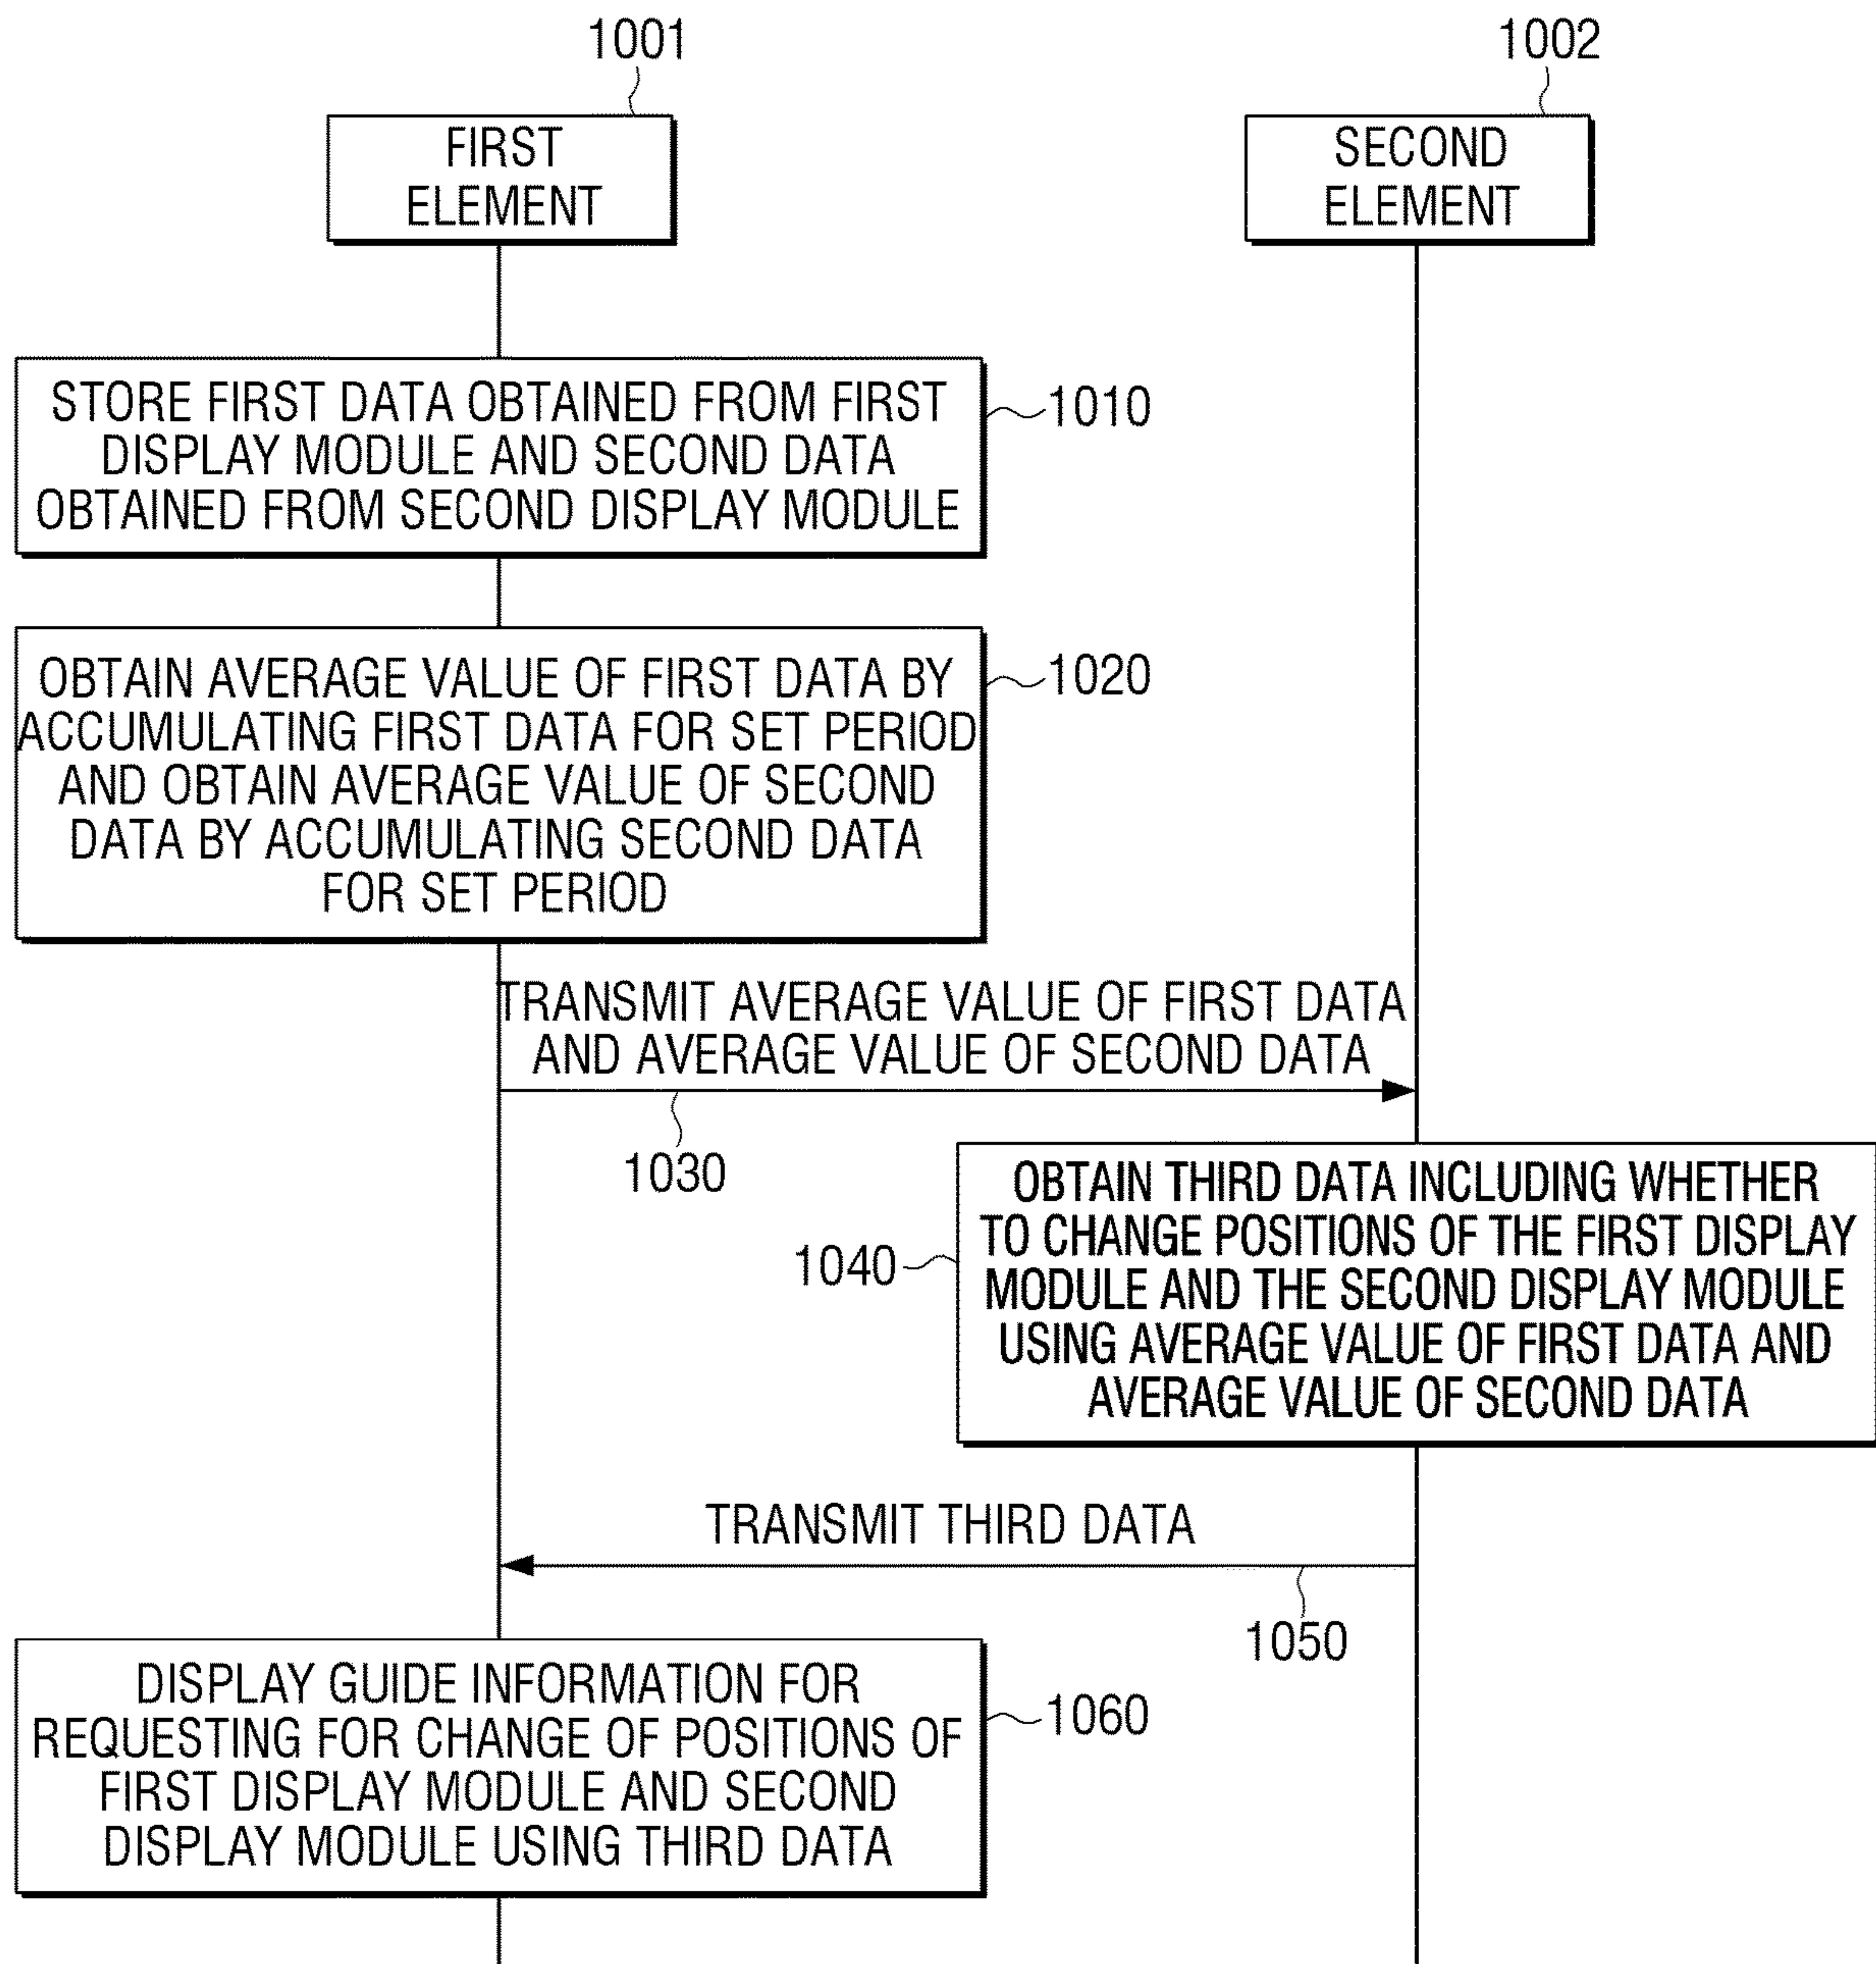 1001
1002
FIRST
ELEMENT
SECOND
ELEMENT
STORE FIRST DATA OBTAINED FROM FIRST
DISPLAY MODULE AND SECOND DATA
OBTAINED FROM SECOND DISPLAY MODULE
1010
OBTAIN AVERAGE VALUE OF FIRST DATA BY
ACCUMULATING FIRST DATA FOR SET PERIOD
AND OBTAIN AVERAGE VALUE OF SECOND
DATA BY ACCUMULATING SECOND DATA
FOR SET PERIOD
1020
TRANSMIT AVERAGE VALUE OF FIRST DATA
AND AVERAGE VALUE OF SECOND DATA
1030
OBTAIN THIRD DATA INCLUDING WHETHER
TO CHANGE POSITIONS OF THE FIRST DISPLAY
MODULE AND THE SECOND DISPLAY MODULE
USING AVERAGE VALUE OF FIRST DATA AND
AVERAGE VALUE OF SECOND DATA
1040
TRANSMIT THIRD DATA
1050
DISPLAY GUIDE INFORMATION FOR
REQUESTING FOR CHANGE OF POSITIONS OF
FIRST DISPLAY MODULE AND SECOND
DISPLAY MODULE USING THIRD DATA
1060